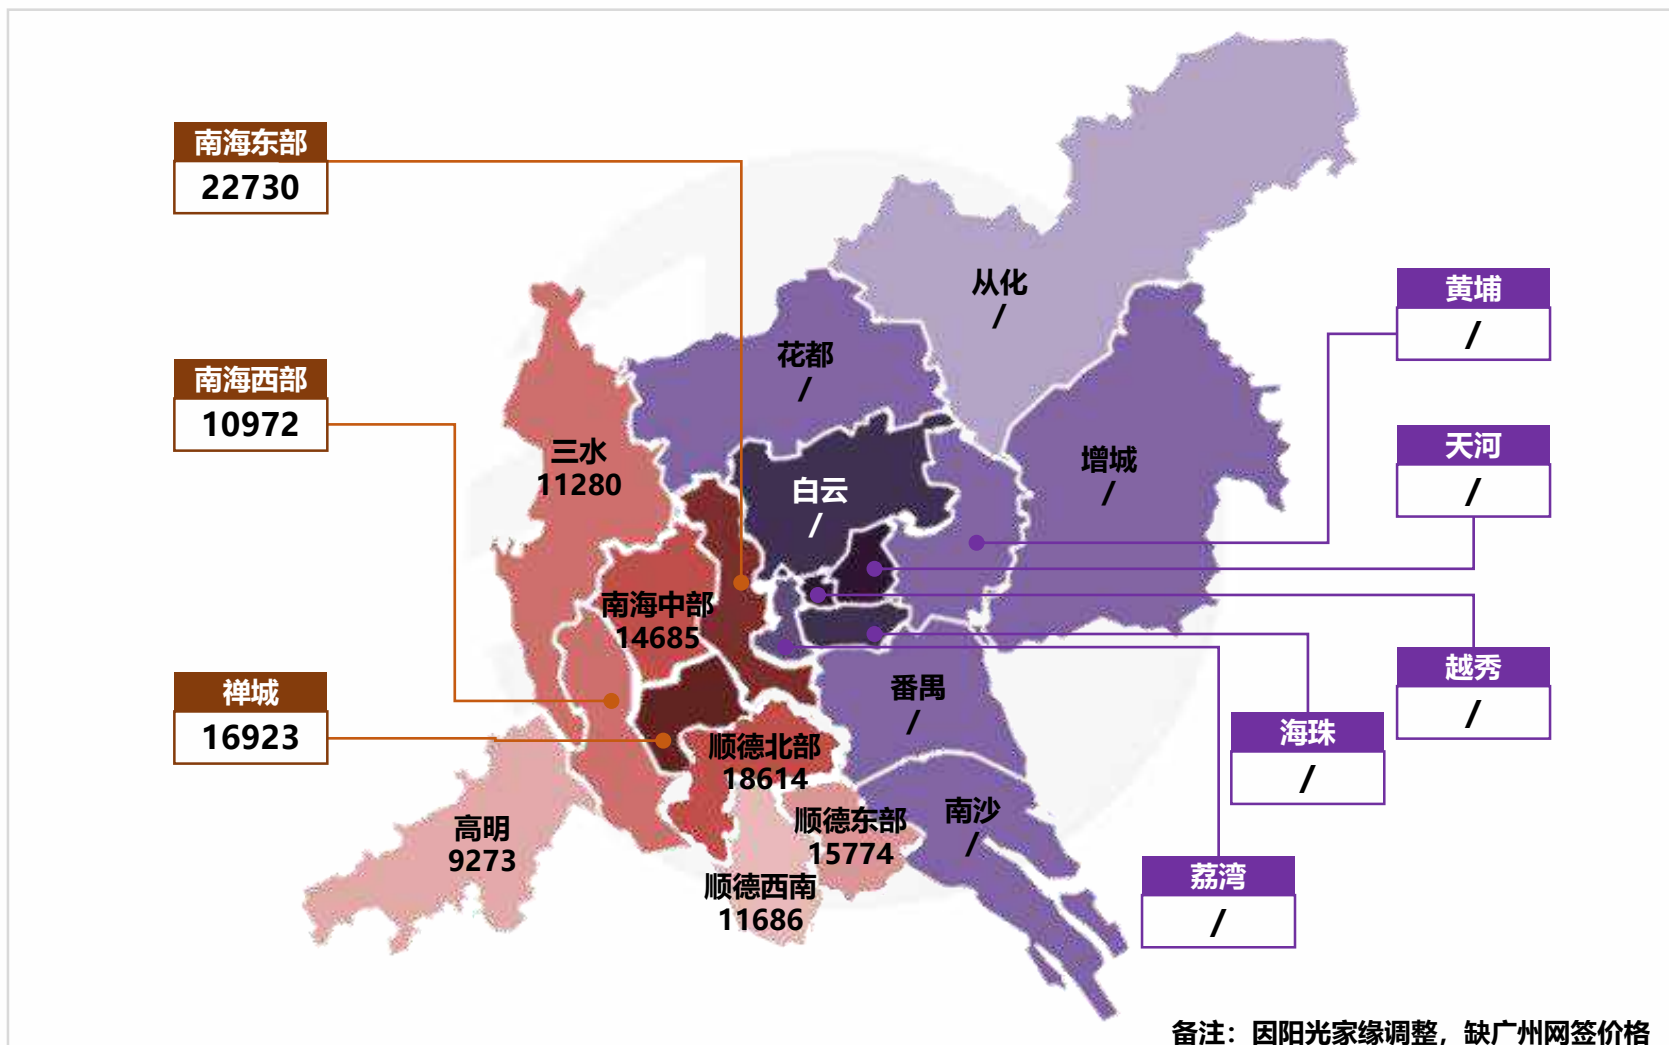 南海东部
22730
南海西部
10972
禅城
16923
从化
/
花都
/
三水
11280
白云
/
增城
/
南海中部
14685
番禺
/
顺德北部
18614
高明
9273
顺德东部
15774
南沙
/
顺德西南
11686
黄埔
/
天河
/
越秀
/
海珠
/
荔湾
/
备注：因阳光家缘调整，缺广州网签价格